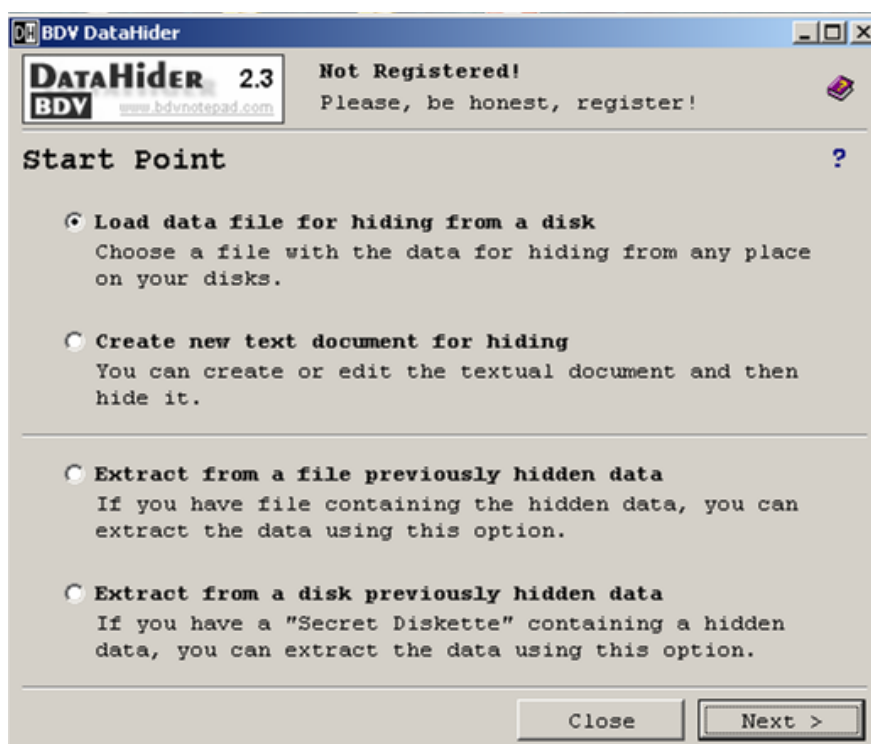 BDV DataHider
DATAHIDER 2.3
BDV www.bdvnotepad.com
Not Registered!
Please, be honest, register!
Start Point
?
Load data file for hiding from a disk
Choose a file with the data for hiding from any place
on your disks.
Create new text document for hiding
You can create or edit the textual document and then
hide it.
Extract from a file previously hidden data
If you have file containing the hidden data, you can
extract the data using this option.
Extract from a disk previously hidden data
If you have a "Secret Diskette" containing a hidden
data, you can extract the data using this option.
Close
Next >